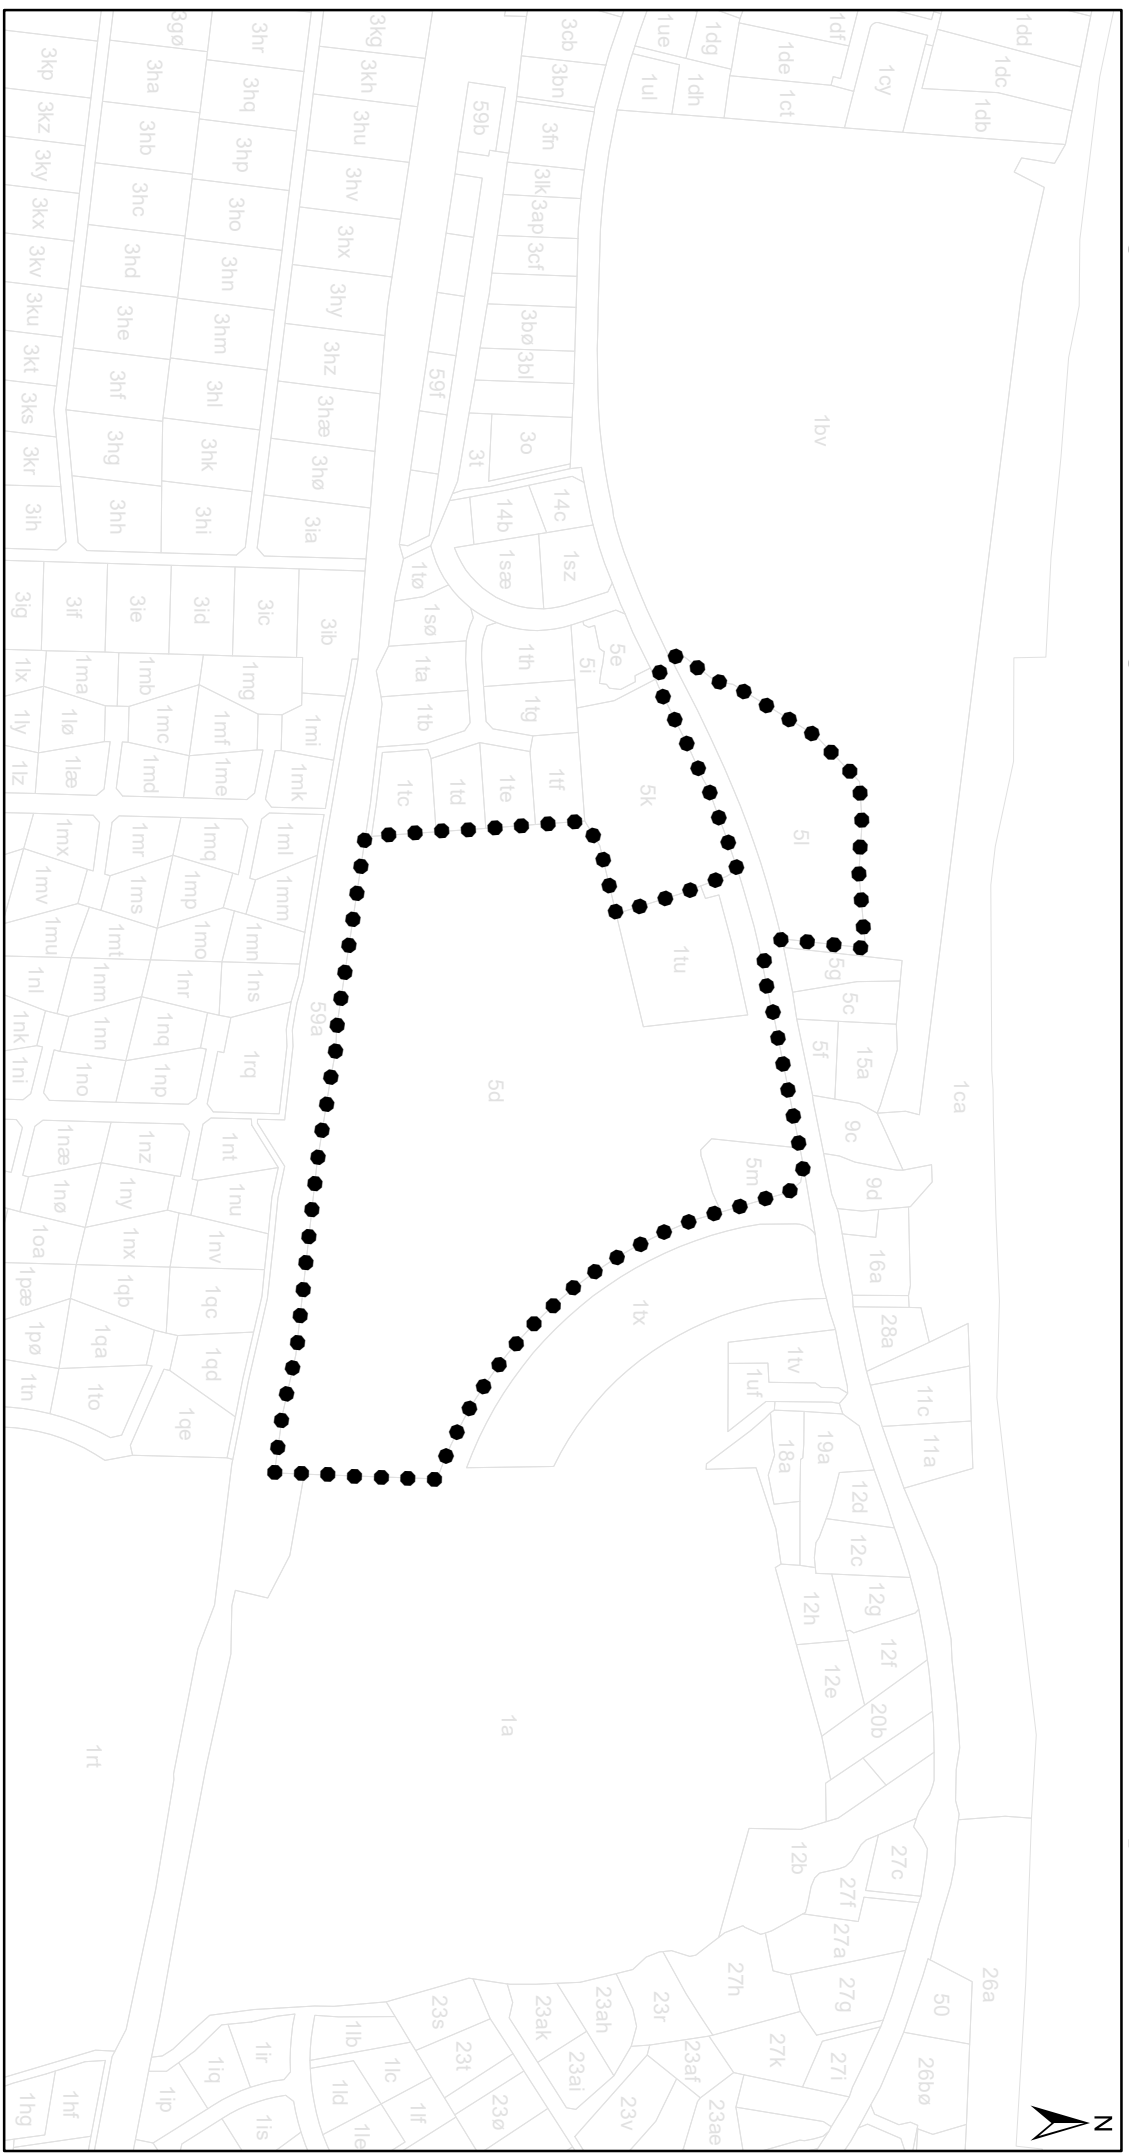 3gø
3hr
3kg
3cb
1ue
1dg
1df
1dd
3kp
3ha
3hq
3kh
3bn
1ul
1dh
1de
1ct
1cy
1dc
1db
3kz
3hb
3hp
3hu
59b
3fn
3ky
3hc
3ho
3hv
3lk
3ap
3kx
3hd
3hn
3hx
3cf
3kv
3he
3hm
3hy
3bø
3ku
3hf
3hl
3hz
59f
3bl
3kt
3hg
3hk
3hæ
3t
3o
1bv
3ks
3hh
3hi
3hø
14b
14c
3kr
3ih
3ia
1sæ
1sz
3ig
3if
3ie
3id
3ic
3ib
1tø
1sø
1lx
1ma
1mb
1mg
1ta
1th
5i
5e
1ly
1lø
1mc
1mf
1mi
1tb
1tg
1lz
1læ
1md
1me
1mk
1tc
1td
1te
1tf
5k
5l
1mx
1mr
1mq
1ml
1mv
1ms
1mp
1mm
1mu
1mt
1mo
1mn
1tu
5g
1nl
1nm
1nr
1ns
59a
5c
1nk
1nn
1nq
1rq
5f
15a
1ni
1no
1np
5d
1ca
1næ
1nz
1nt
9c
1nø
1ny
1nu
5m
9d
1oa
1nx
1nv
16a
1pæ
1qb
1qc
1tx
28a
1pø
1qa
1qd
1tv
1tn
1to
1qe
1uf
11c
18a
19a
11a
12d
12c
12h
12g
12e
12f
20b
1a
1rt
12b
27c
27f
27a
27h
27g
26a
50
23s
23ak
23ah
23r
1lb
1lc
23t
23ai
23af
27k
27i
26bø
1ir
1iq
1ld
1lf
23ø
23v
23ae
1hg
1hf
1ip
1is
1le
N